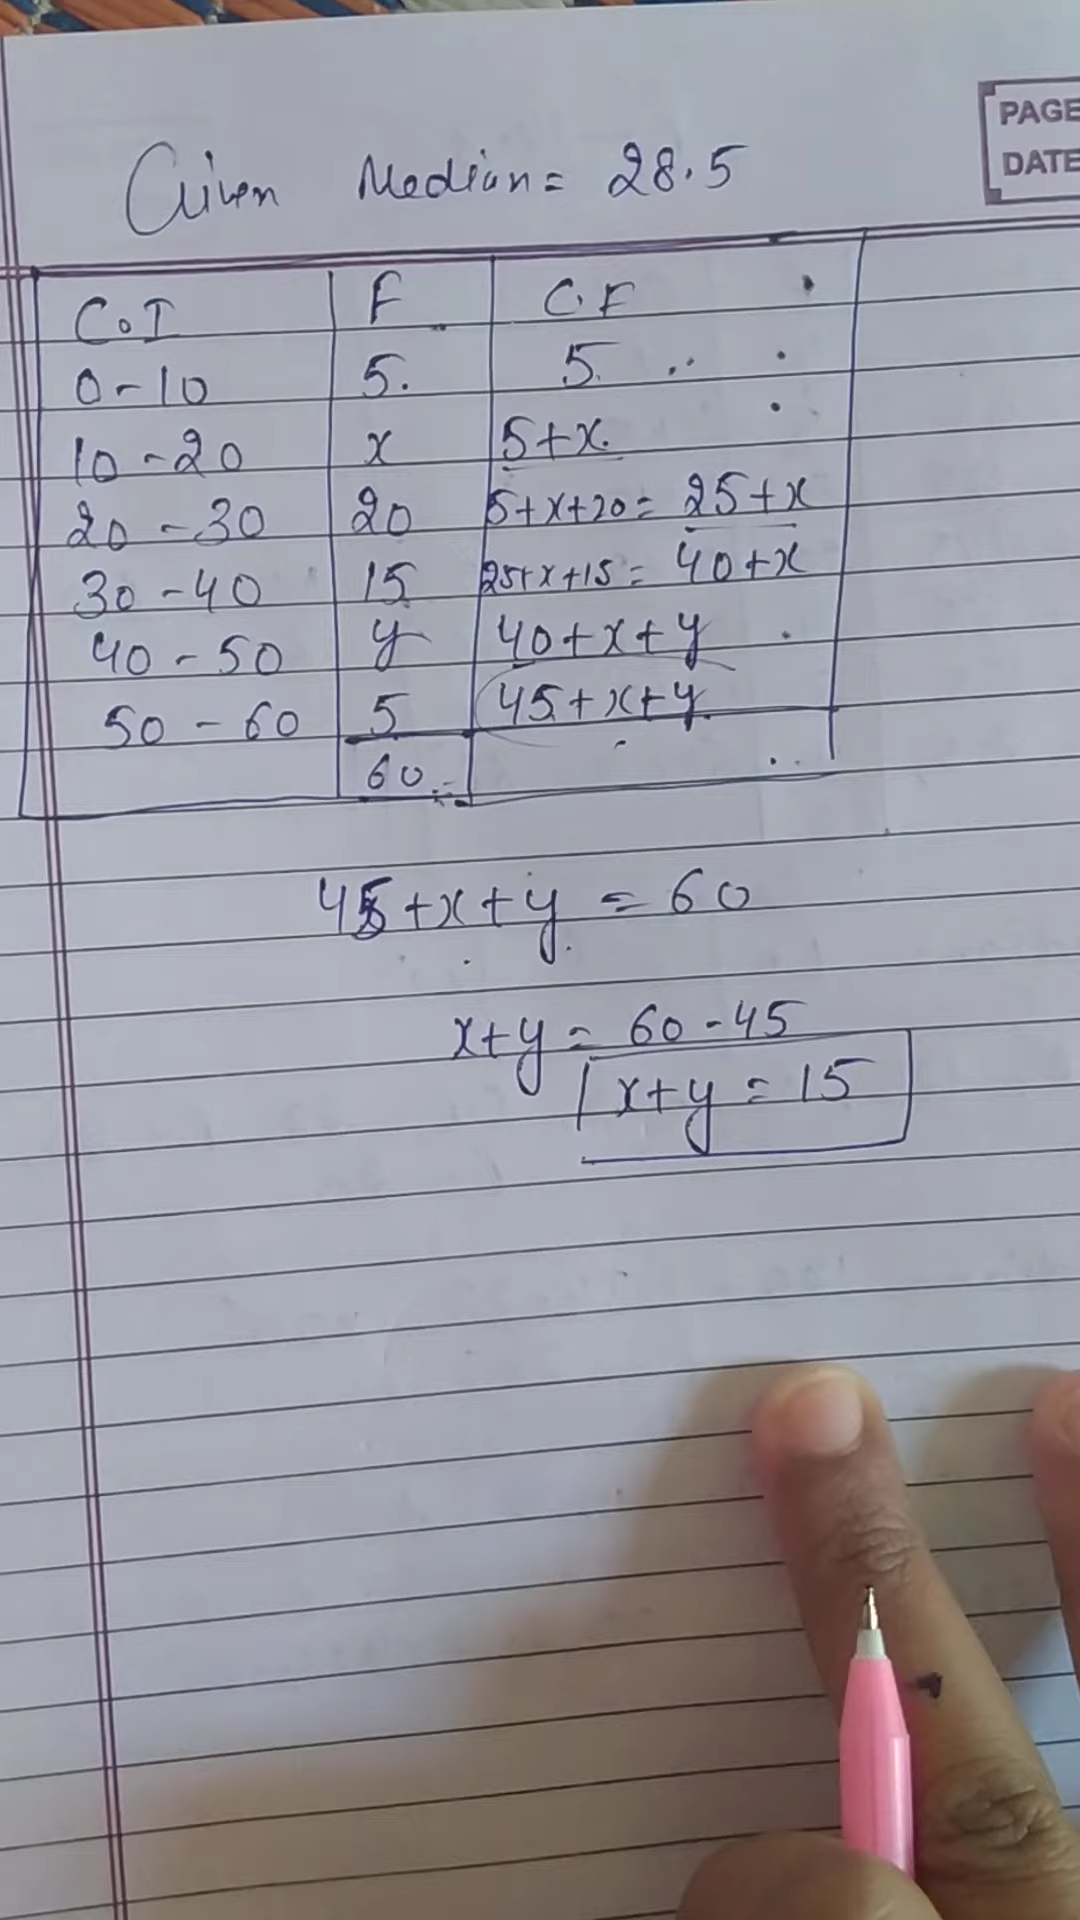 PAGE
DATE
Given Median = 28.5
C.I F C.F
0-10 5. 5.
10-20 x 5+x.
20-30 20 5+x+20= 25+x
30-40 15 25+x+15= 40+x
40-50 y 40+x+y
50-60 5 45+x+y
60
45+x+y = 60
x+y = 60-45
x+y = 15